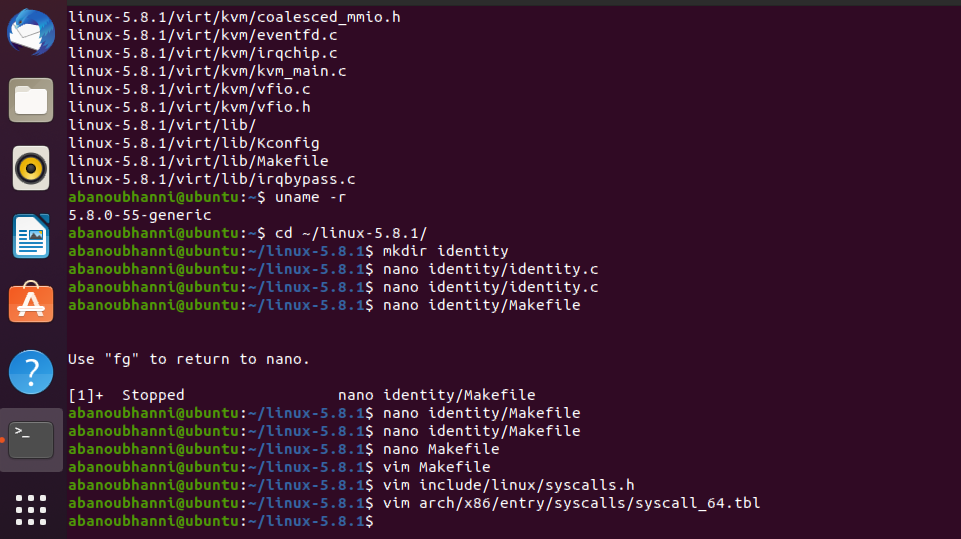 linux-5.8.1/virt/kvm/coalesced_mmio.h
linux-5.8.1/virt/kvm/eventfd.c
linux-5.8.1/virt/kvm/irqchip.c
linux-5.8.1/virt/kvm/kvm_main.c
linux-5.8.1/virt/kvm/vfio.c
linux-5.8.1/virt/kvm/vfio.h
linux-5.8.1/virt/lib/
linux-5.8.1/virt/lib/Kconfig
linux-5.8.1/virt/lib/Makefile
linux-5.8.1/virt/lib/irqbypass.c
abanoubhanni@ubuntu:~$ uname -r
5.8.0-55-generic
abanoubhanni@ubuntu:~$ cd ~/linux-5.8.1/
abanoubhanni@ubuntu:~/linux-5.8.1$ mkdir identity
abanoubhanni@ubuntu:~/linux-5.8.1$ nano identity/identity.c
abanoubhanni@ubuntu:~/linux-5.8.1$ nano identity/identity.c
abanoubhanni@ubuntu:~/linux-5.8.1$ nano identity/Makefile
Use "fg" to return to nano.
[1]+  Stopped                 nano identity/Makefile
abanoubhanni@ubuntu:~/linux-5.8.1$ nano identity/Makefile
abanoubhanni@ubuntu:~/linux-5.8.1$ nano identity/Makefile
abanoubhanni@ubuntu:~/linux-5.8.1$ nano Makefile
abanoubhanni@ubuntu:~/linux-5.8.1$ vim Makefile
abanoubhanni@ubuntu:~/linux-5.8.1$ vim include/linux/syscalls.h
abanoubhanni@ubuntu:~/linux-5.8.1$ vim arch/x86/entry/syscalls/syscall_64.tbl
abanoubhanni@ubuntu:~/linux-5.8.1$